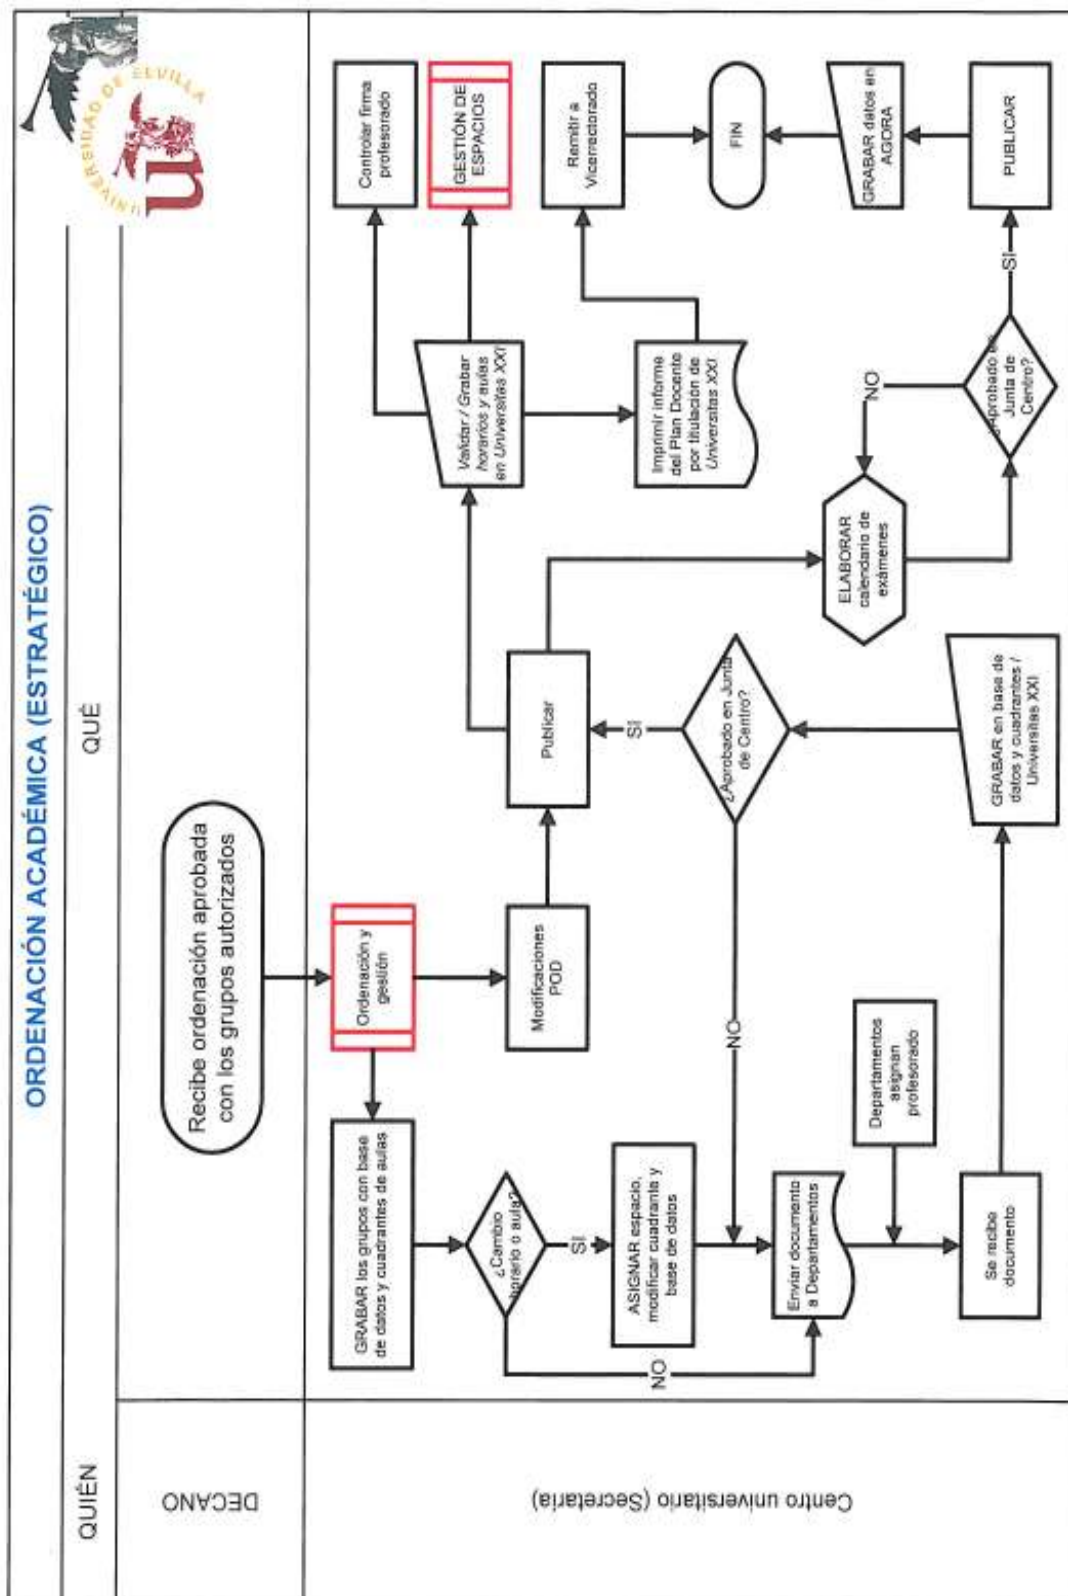 ORDENACIÓN ACADÉMICA (ESTRATÉGICO)
QUIÉN
QUÉ
UNIVERSIDAD DE SEVILLA
DECANO
Recibe ordenación aprobada
con los grupos autorizados
Centro universitario (Secretaría)
Ordenación y
gestión
GRABAR los grupos con base
de datos y cuadrantes de aulas
¿Cambio
horario o aula?
SI
NO
ASIGNAR espacio,
modificar cuadrante y
base de datos
Enviar documento
a Departamentos
Departamentos
asignan
profesorado
Se recibe
documento
GRABAR en base de
datos y cuadrantes /
Universitas XXI
¿Aprobado en Junta
de Centro?
NO
SI
Modificaciones
POD
Publicar
Validar / Grabar
horarios y aulas
en Universitas XXI
Controlar firma
profesorado
GESTIÓN DE
ESPACIOS
Imprimir informe
del Plan Docente
por titulación de
Universitas XXI
Remitir a
Vicerrectorado
FIN
ELABORAR
calendario de
exámenes
¿Aprobado en
Junta de
Centro?
NO
SI
PUBLICAR
GRABAR datos en
AGORA